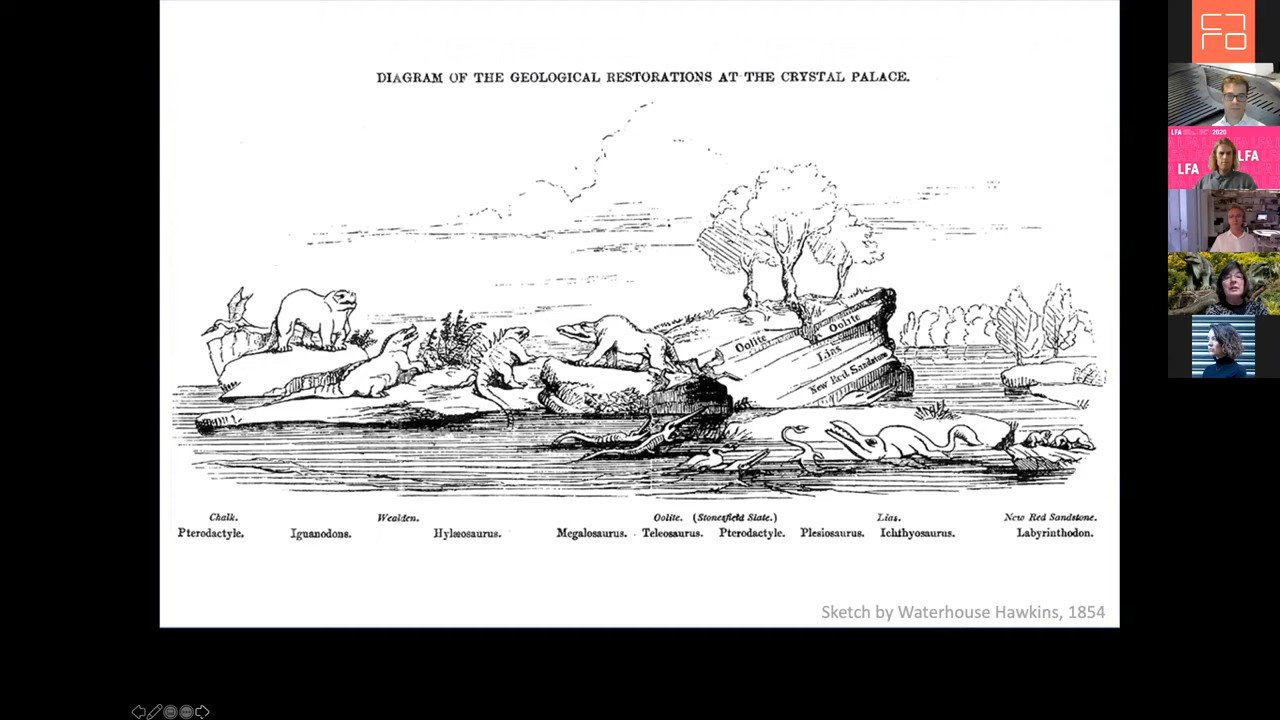 DIAGRAM OF THE GEOLOGICAL RESTORATIONS AT THE CRYSTAL PALACE.
Oolite
Oolite
Lias
New Red Sandstone
Chalk. Wealden. Oolite. (Stonesfield Slate.) Lias. New Red Sandstone.
Pterodactyle. Iguanodons. Hylæosaurus. Megalosaurus. Teleosaurus. Pterodactyle. Plesiosaurus. Ichthyosaurus. Labyrinthodon.
Sketch by Waterhouse Hawkins, 1854
LFA 2020
LFA
LFA